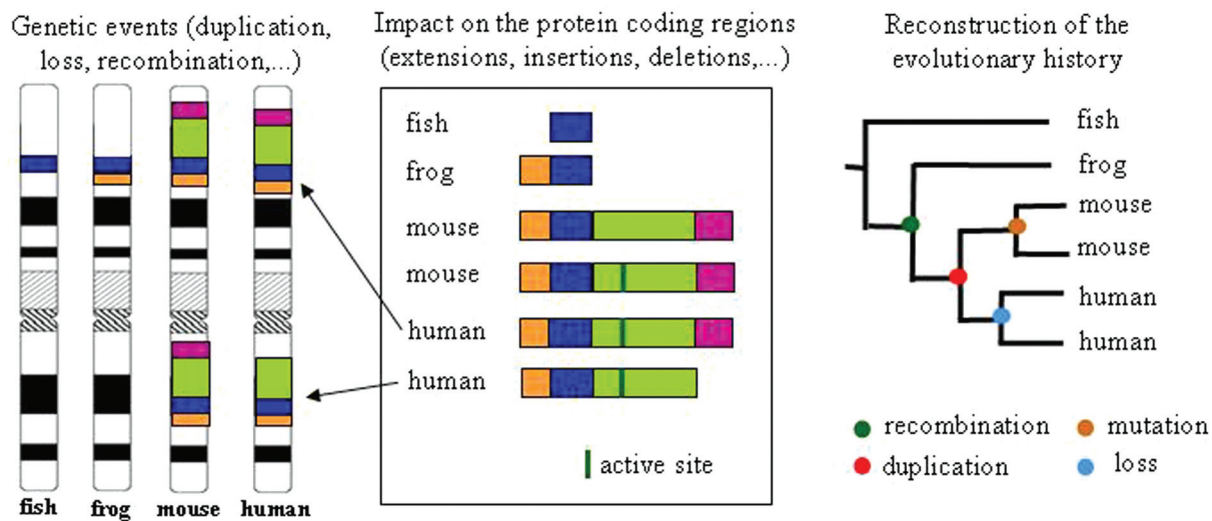 Genetic events (duplication,
loss, recombination,...)
fish
frog
mouse
human
Impact on the protein coding regions
(extensions, insertions, deletions,...)
fish
frog
mouse
mouse
human
human
active site
Reconstruction of the
evolutionary history
fish
frog
mouse
mouse
human
human
recombination
mutation
duplication
loss